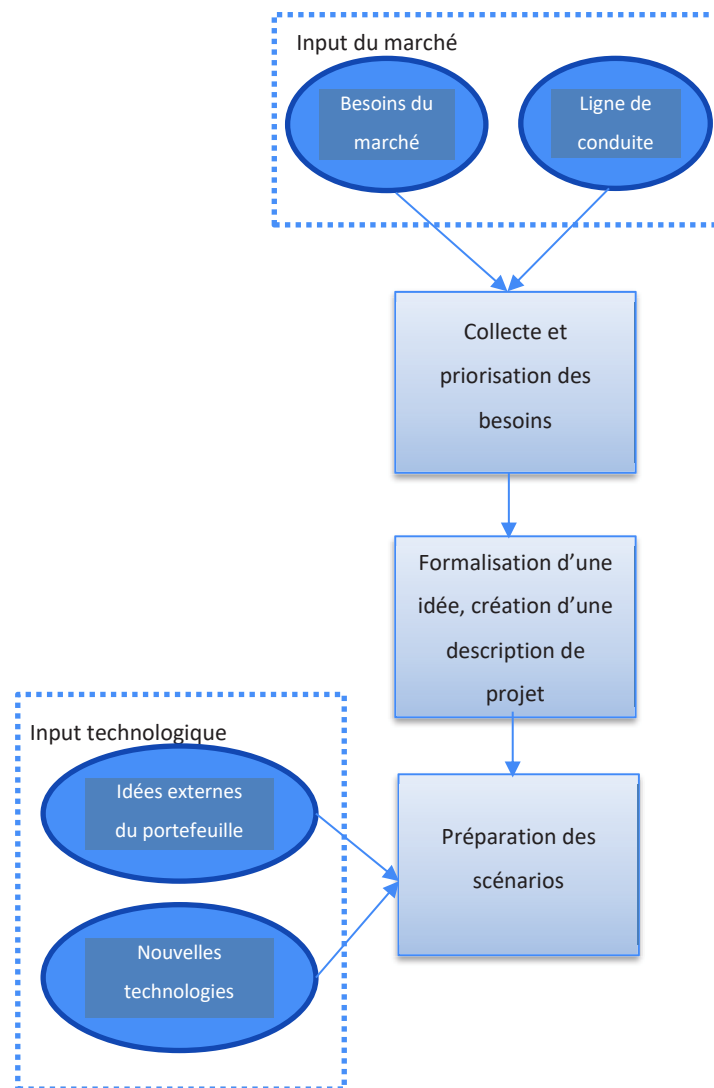 Input du marché
Besoins du
marché
Ligne de
conduite
Collecte et
priorisation des
besoins
Formalisation d’une
idée, création d’une
description de
projet
Input technologique
Idées externes
du portefeuille
Nouvelles
technologies
Préparation des
scénarios